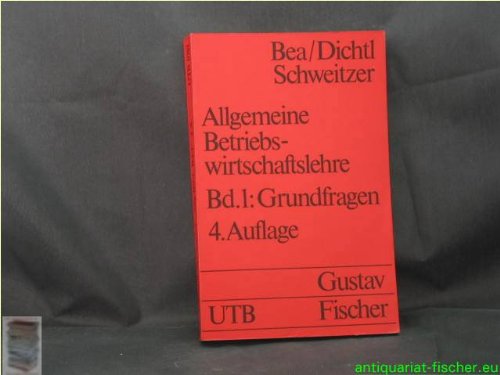 Bea/Dichtl
Schweitzer
Allgemeine
Betriebs-
wirtschaftslehre
Bd.1: Grundfragen
4. Auflage
Gustav
UTB Fischer
antiquariat-fischer.eu